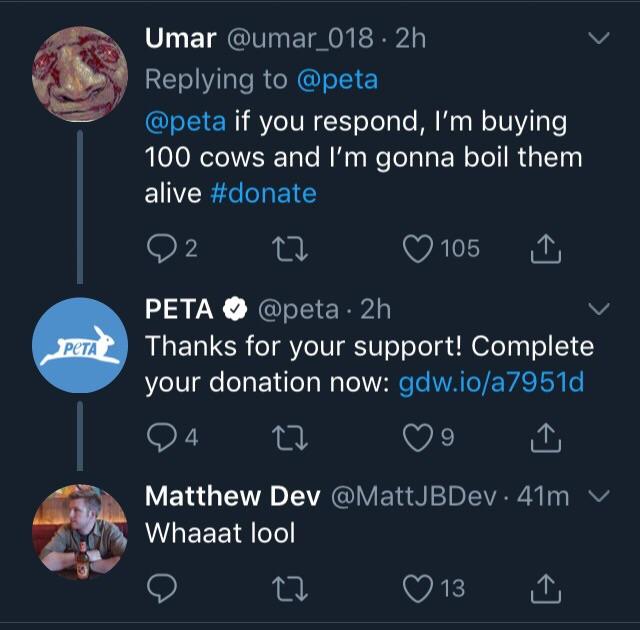 Umar @umar_018 · 2h
Replying to @peta
@peta if you respond, I'm buying
100 cows and I'm gonna boil them
alive #donate
2 105
PETA @peta · 2h
PETA
Thanks for your support! Complete
your donation now: gdw.io/a7951d
4 9
Matthew Dev @MattJBDev · 41m
Whaaat lool
13